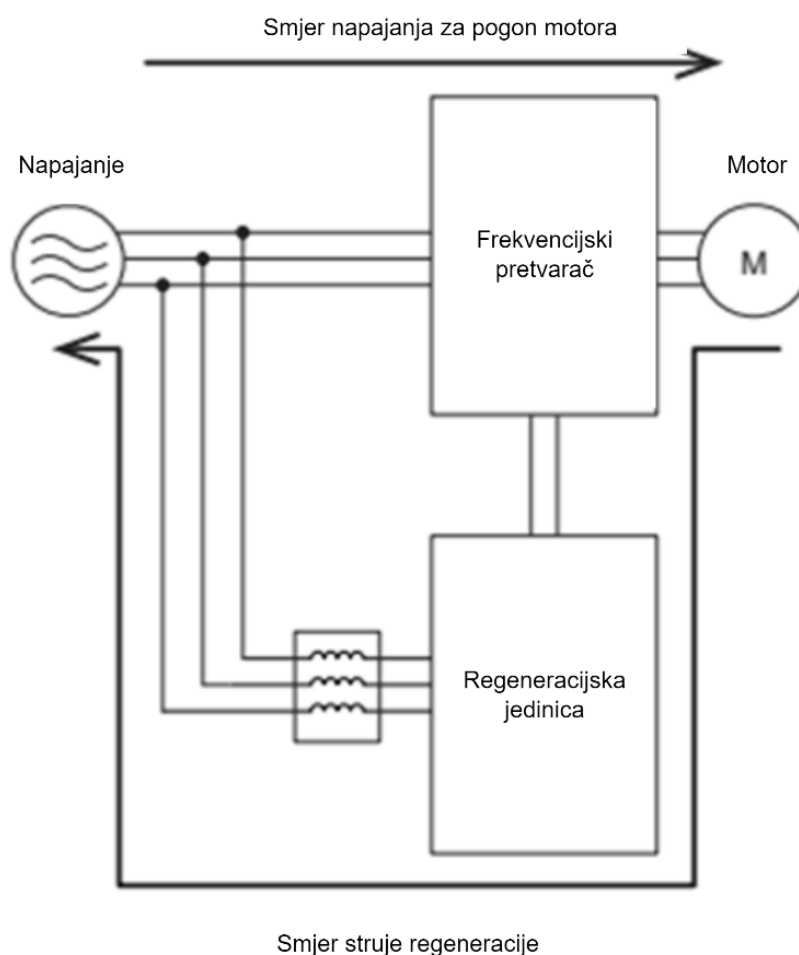 Smjer napajanja za pogon motora
Napajanje
Motor
Frekvencijski
pretvarač
M
Regeneracijska
jedinica
Smjer struje regeneracije